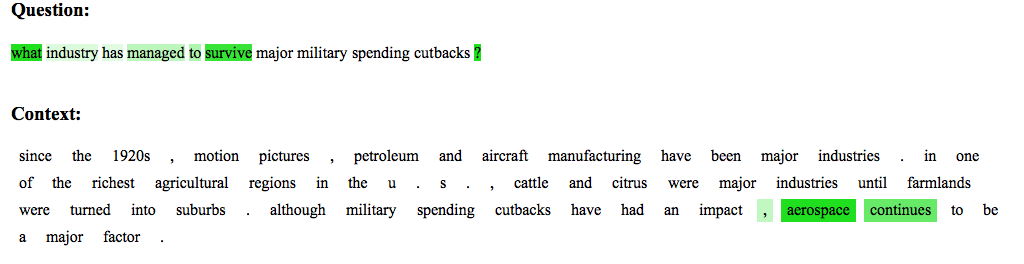 Question:
what industry has managed to survive major military spending cutbacks ?
Context:
since the 1920s , motion pictures , petroleum and aircraft manufacturing have been major industries . in one
of the richest agricultural regions in the u . s . , cattle and citrus were major industries until farmlands
were turned into suburbs . although military spending cutbacks have had an impact , aerospace continues to be
a major factor .